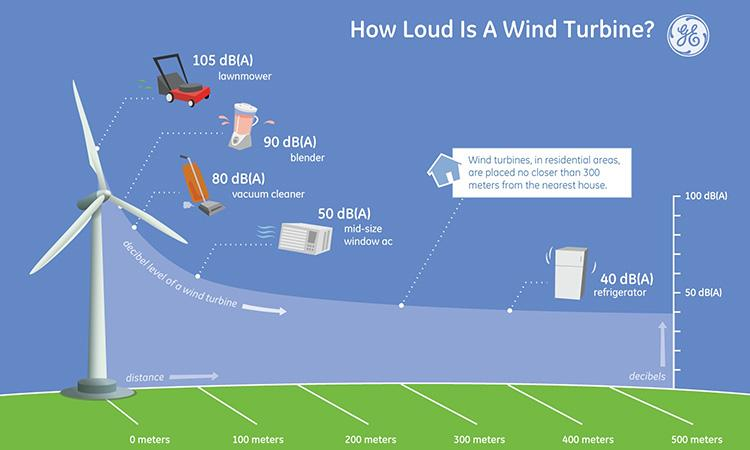 How Loud Is A Wind Turbine?
GE
105 dB(A)
lawnmower
90 dB(A)
blender
80 dB(A)
vacuum cleaner
50 dB(A)
mid-size
window ac
Wind turbines, in residential areas,
are placed no closer than 300
meters from the nearest house.
40 dB(A)
refrigerator
100 dB(A)
50 dB(A)
decibel level of a wind turbine
distance
decibels
0 meters
100 meters
200 meters
300 meters
400 meters
500 meters